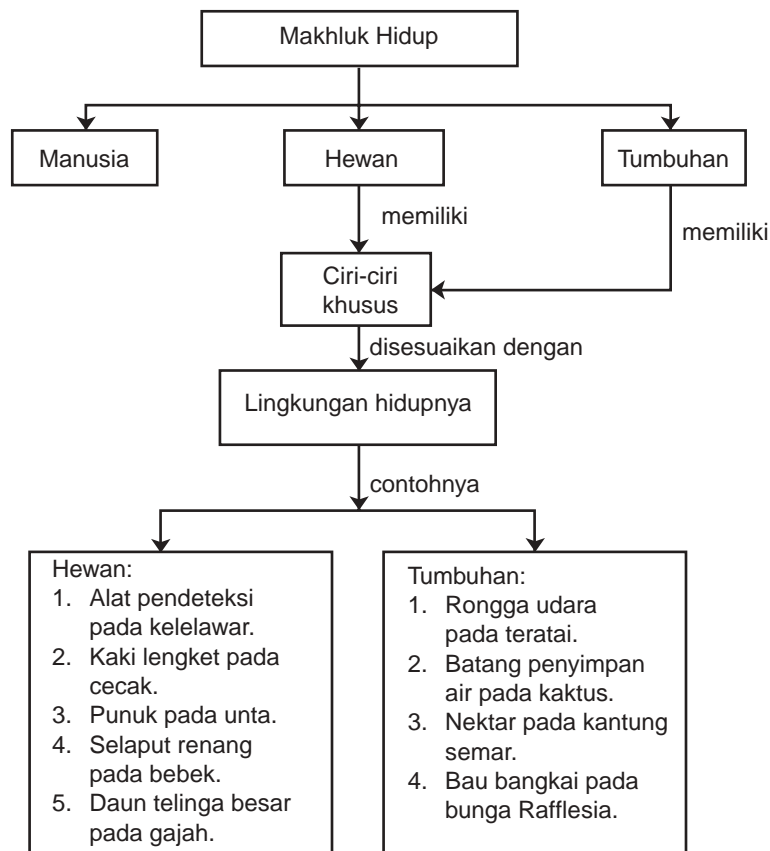 Makhluk Hidup
Manusia
Hewan
Tumbuhan
memiliki
memiliki
Ciri-ciri
khusus
disesuaikan dengan
Lingkungan hidupnya
contohnya
Hewan:
1. Alat pendeteksi
pada kelelawar.
2. Kaki lengket pada
cecak.
3. Punuk pada unta.
4. Selaput renang
pada bebek.
5. Daun telinga besar
pada gajah.
Tumbuhan:
1. Rongga udara
pada teratai.
2. Batang penyimpan
air pada kaktus.
3. Nektar pada kantung
semar.
4. Bau bangkai pada
bunga Rafflesia.